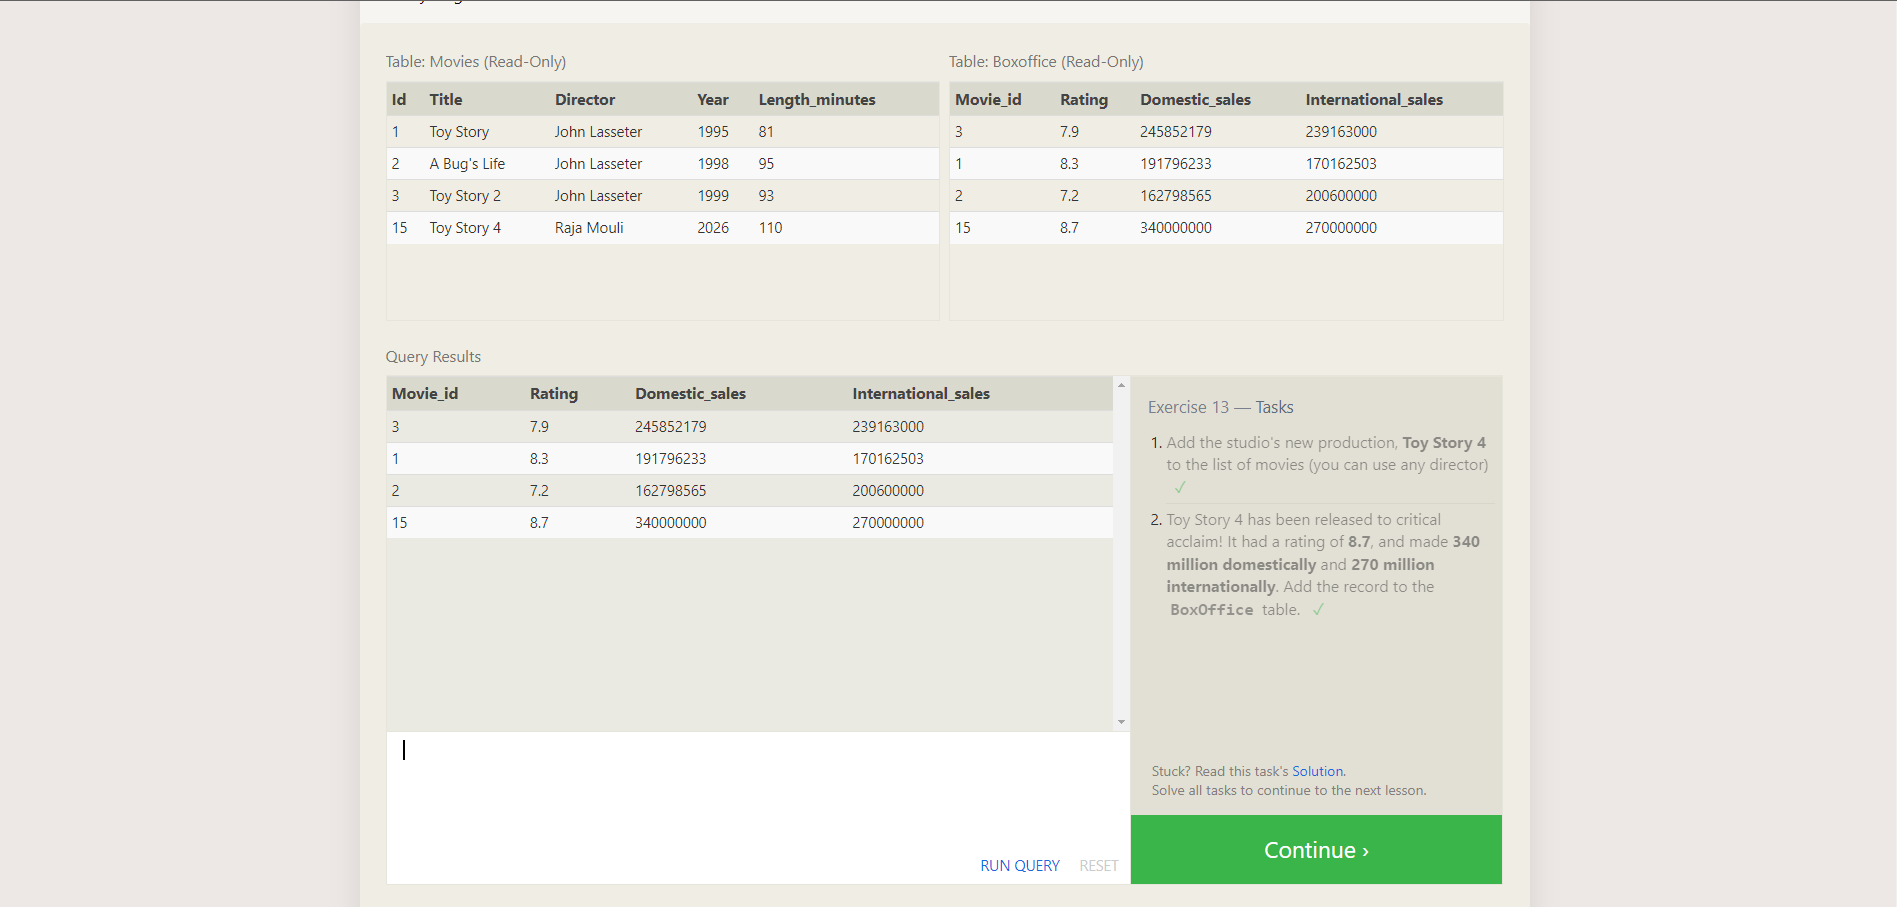 Table: Movies (Read-Only)
Id Title Director Year Length_minutes
1 Toy Story John Lasseter 1995 81
2 A Bug's Life John Lasseter 1998 95
3 Toy Story 2 John Lasseter 1999 93
15 Toy Story 4 Raja Mouli 2026 110
Table: Boxoffice (Read-Only)
Movie_id Rating Domestic_sales International_sales
3 7.9 245852179 239163000
1 8.3 191796233 170162503
2 7.2 162798565 200600000
15 8.7 340000000 270000000
Query Results
Movie_id Rating Domestic_sales International_sales
3 7.9 245852179 239163000
1 8.3 191796233 170162503
2 7.2 162798565 200600000
15 8.7 340000000 270000000
RUN QUERY RESET
Exercise 13 — Tasks
1. Add the studio's new production, Toy Story 4
to the list of movies (you can use any director)
✓
2. Toy Story 4 has been released to critical
acclaim! It had a rating of 8.7, and made 340
million domestically and 270 million
internationally. Add the record to the
BoxOffice table. ✓
Stuck? Read this task's Solution.
Solve all tasks to continue to the next lesson.
Continue ›